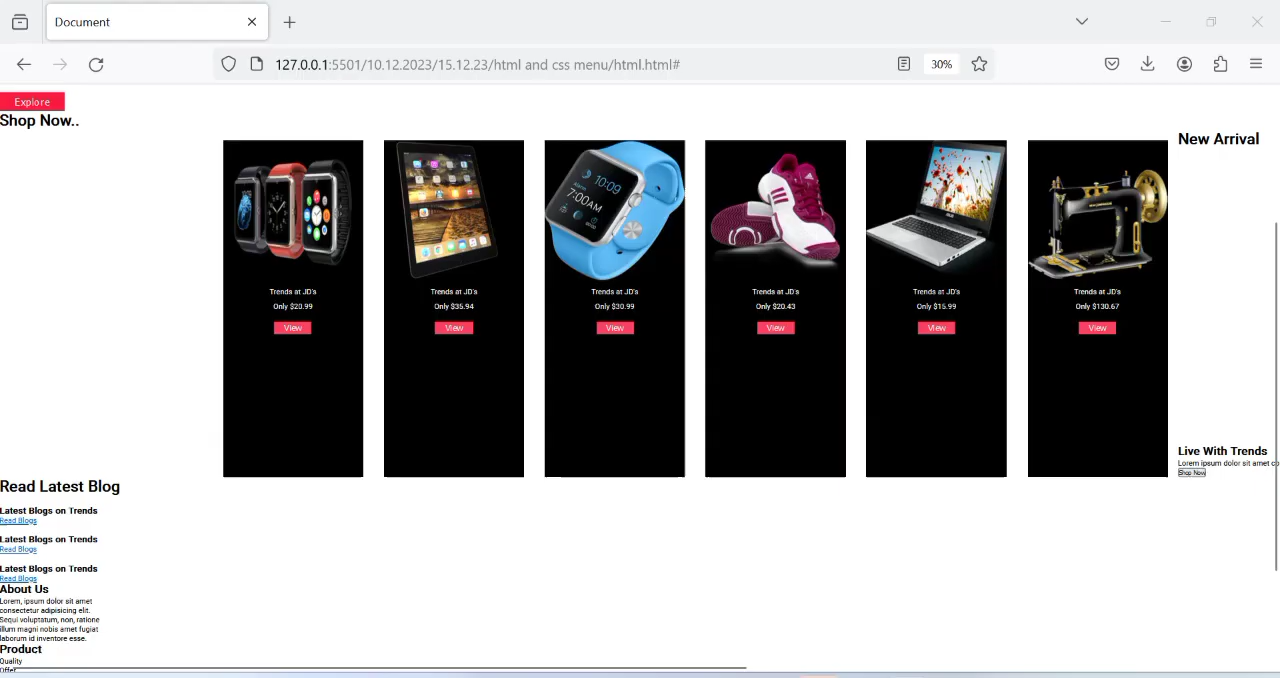 Document
127.0.0.1:5501/10.12.2023/15.12.23/html and css menu/html.html#
30%
Explore
Shop Now..
New Arrival
10:09
7:00AM
Trends at JD's
Only $20.99
View
Trends at JD's
Only $35.94
View
Trends at JD's
Only $30.99
View
Trends at JD's
Only $20.43
View
Trends at JD's
Only $15.99
View
Trends at JD's
Only $130.67
View
Live With Trends
Lorem ipsum dolor sit amet co
Shop Now
Read Latest Blog
Latest Blogs on Trends
Read Blogs
Latest Blogs on Trends
Read Blogs
Latest Blogs on Trends
Read Blogs
About Us
Lorem, ipsum dolor sit amet
consectetur adipisicing elit.
Sequi voluptatum, non, ratione
illum magni nobis amet fugiat
laborum id inventore esse.
Product
Quality
Offer